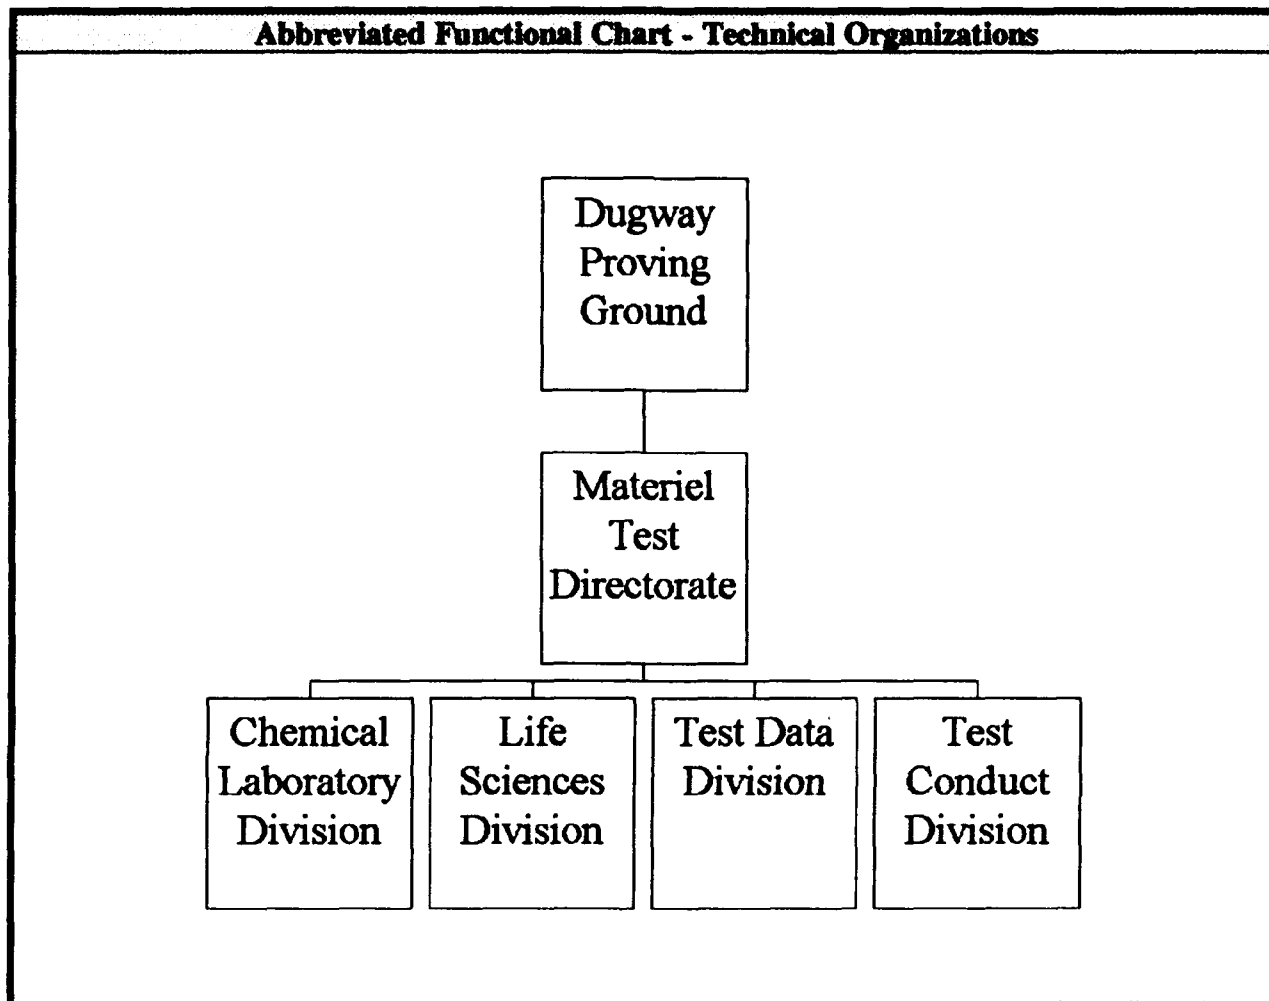 Abbreviated Functional Chart - Technical Organizations
Dugway
Proving
Ground
Materiel
Test
Directorate
Chemical
Laboratory
Division
Life
Sciences
Division
Test Data
Division
Test
Conduct
Division